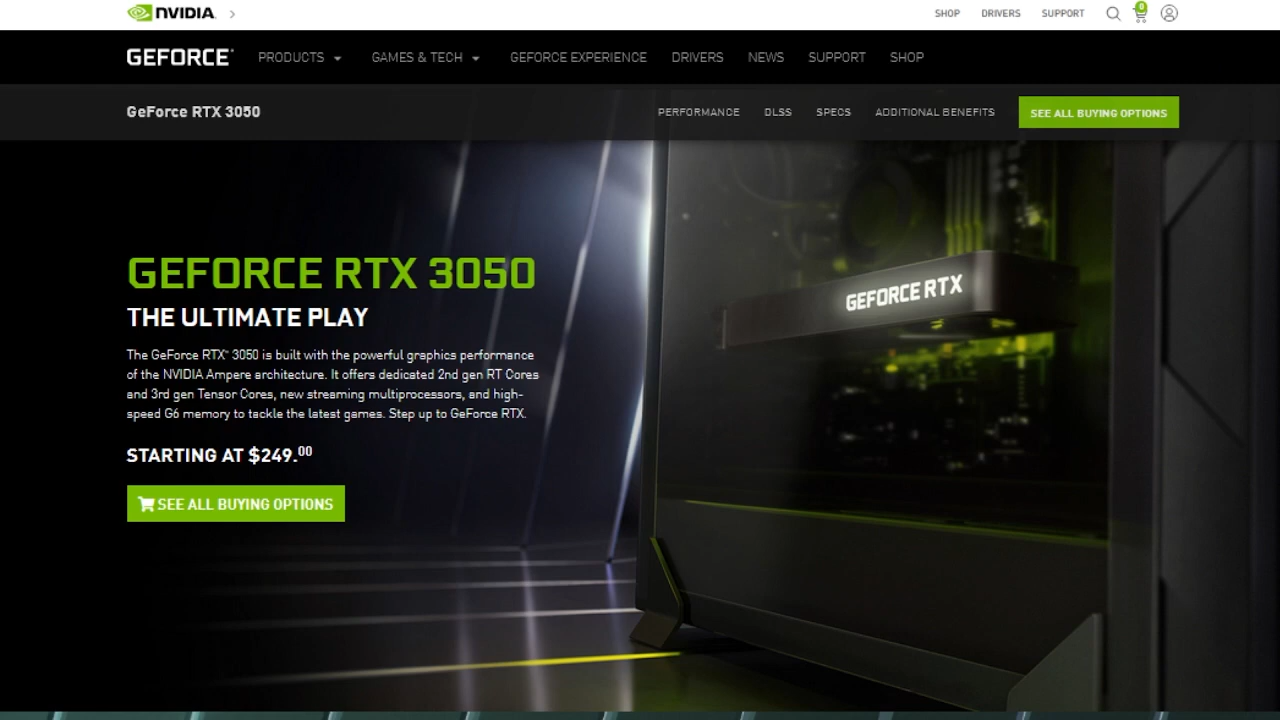 NVIDIA
SHOP DRIVERS SUPPORT 0
GEFORCE PRODUCTS GAMES & TECH GEFORCE EXPERIENCE DRIVERS NEWS SUPPORT SHOP
GeForce RTX 3050 PERFORMANCE DLSS SPECS ADDITIONAL BENEFITS SEE ALL BUYING OPTIONS
GEFORCE RTX 3050
THE ULTIMATE PLAY
The GeForce RTX™ 3050 is built with the powerful graphics performance
of the NVIDIA Ampere architecture. It offers dedicated 2nd gen RT Cores
and 3rd gen Tensor Cores, new streaming multiprocessors, and high-
speed G6 memory to tackle the latest games. Step up to GeForce RTX.
STARTING AT $249.00
SEE ALL BUYING OPTIONS
GEFORCE RTX